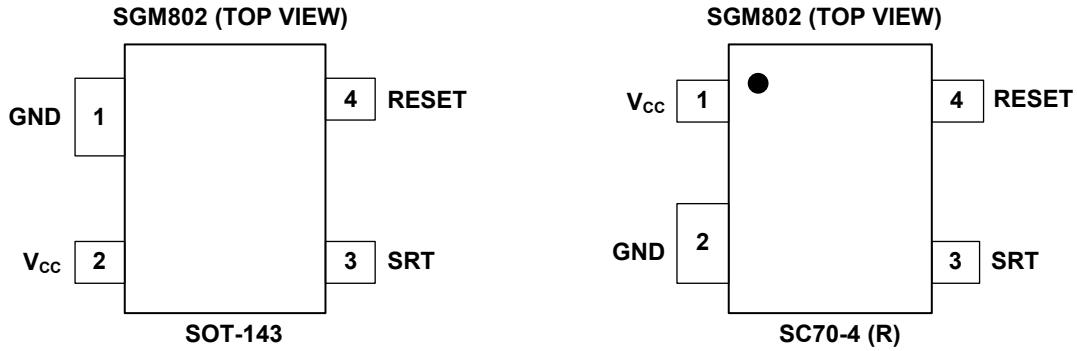 SGM802 (TOP VIEW)
GND 1
4 RESET
VCC 2
3 SRT
SOT-143
SGM802 (TOP VIEW)
VCC 1
4 RESET
GND 2
3 SRT
SC70-4 (R)